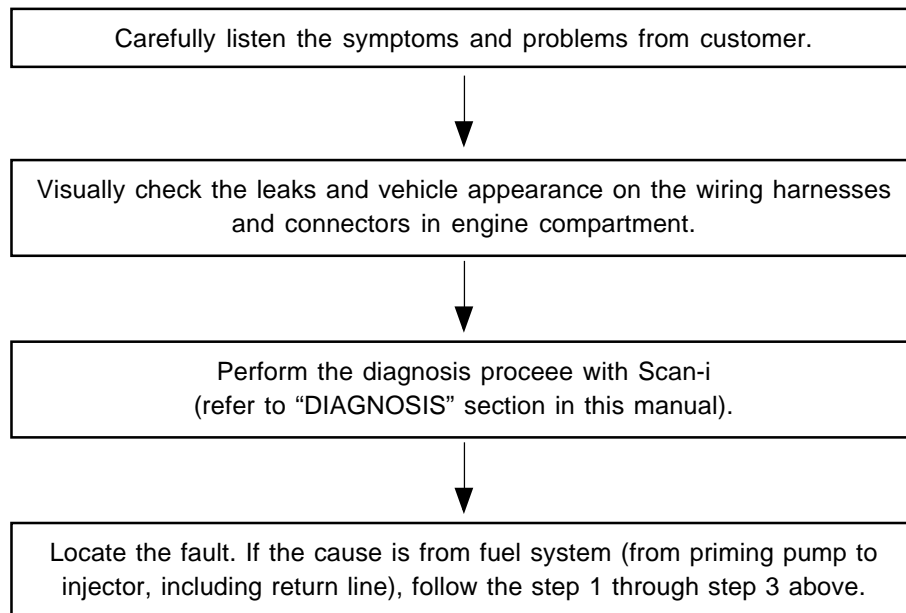 Carefully listen the symptoms and problems from customer.
Visually check the leaks and vehicle appearance on the wiring harnesses
and connectors in engine compartment.
Perform the diagnosis proceee with Scan-i
(refer to “DIAGNOSIS” section in this manual).
Locate the fault. If the cause is from fuel system (from priming pump to
injector, including return line), follow the step 1 through step 3 above.